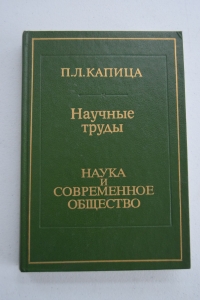 П.Л.КАПИЦА
Научные
труды
НАУКА
И
СОВРЕМЕННОЕ
ОБЩЕСТВО